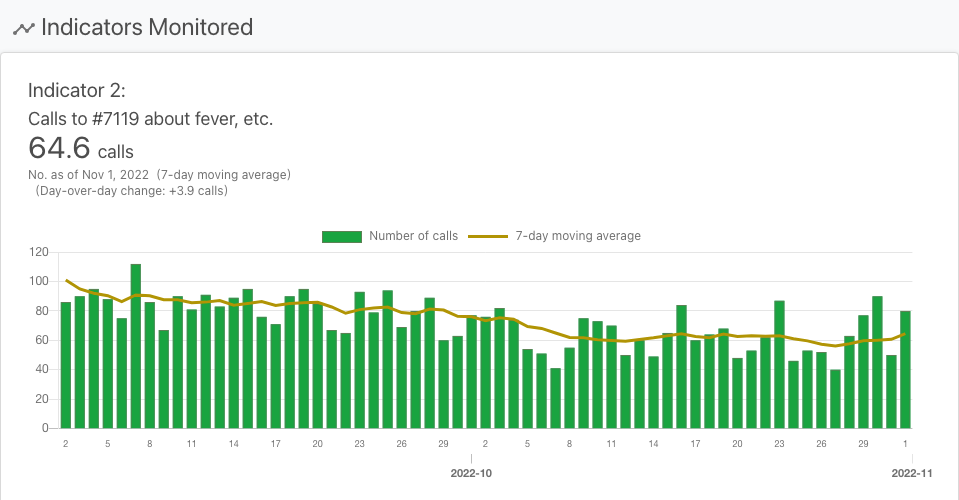 Indicators Monitored
Indicator 2:
Calls to #7119 about fever, etc.
64.6 calls
No. as of Nov 1, 2022 (7-day moving average)
(Day-over-day change: +3.9 calls)
Number of calls 7-day moving average
120
100
80
60
40
20
0
2 5 8 11 14 17 20 23 26 29 2 5 8 11 14 17 20 23 26 29 1
2022-10 2022-11